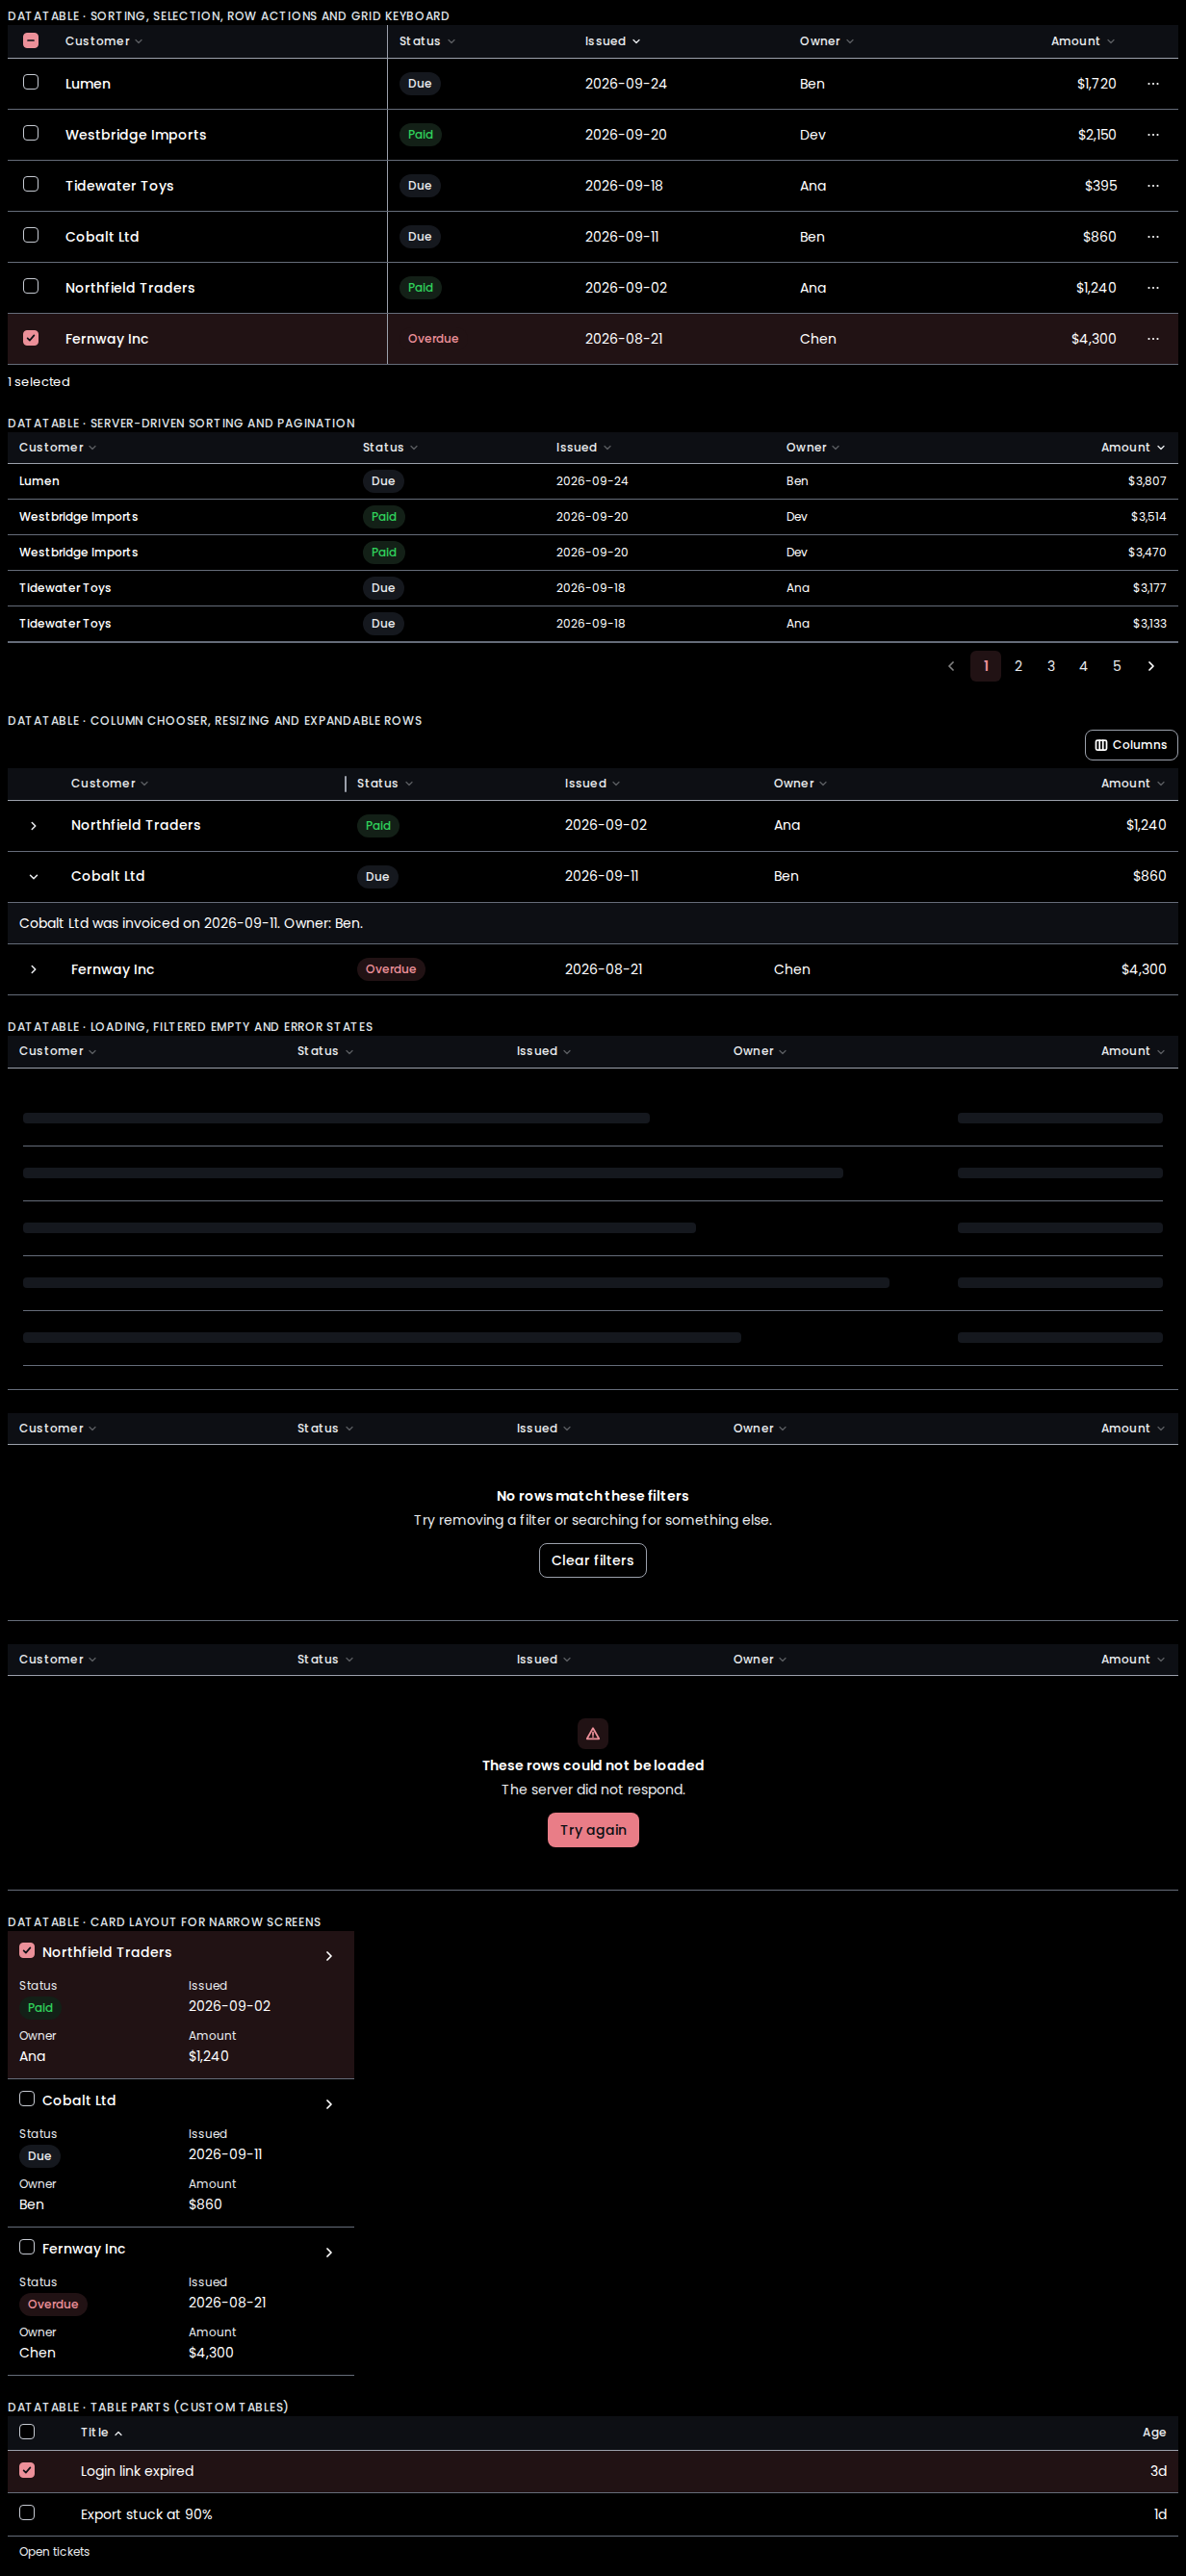 DATATABLE · SORTING, SELECTION, ROW ACTIONS AND GRID KEYBOARD
Customer Status Issued Owner Amount
Lumen Due 2026-09-24 Ben $1,720
Westbridge Imports Paid 2026-09-20 Dev $2,150
Tidewater Toys Due 2026-09-18 Ana $395
Cobalt Ltd Due 2026-09-11 Ben $860
Northfield Traders Paid 2026-09-02 Ana $1,240
Fernway Inc Overdue 2026-08-21 Chen $4,300
1 selected
DATATABLE · SERVER-DRIVEN SORTING AND PAGINATION
Customer Status Issued Owner Amount
Lumen Due 2026-09-24 Ben $3,807
Westbridge Imports Paid 2026-09-20 Dev $3,514
Westbridge Imports Paid 2026-09-20 Dev $3,470
Tidewater Toys Due 2026-09-18 Ana $3,177
Tidewater Toys Due 2026-09-18 Ana $3,133
1 2 3 4 5
DATATABLE · COLUMN CHOOSER, RESIZING AND EXPANDABLE ROWS
Columns
Customer Status Issued Owner Amount
Northfield Traders Paid 2026-09-02 Ana $1,240
Cobalt Ltd Due 2026-09-11 Ben $860
Cobalt Ltd was invoiced on 2026-09-11. Owner: Ben.
Fernway Inc Overdue 2026-08-21 Chen $4,300
DATATABLE · LOADING, FILTERED EMPTY AND ERROR STATES
Customer Status Issued Owner Amount
Customer Status Issued Owner Amount
No rows match these filters
Try removing a filter or searching for something else.
Clear filters
Customer Status Issued Owner Amount
These rows could not be loaded
The server did not respond.
Try again
DATATABLE · CARD LAYOUT FOR NARROW SCREENS
Northfield Traders
Status Issued
Paid 2026-09-02
Owner Amount
Ana $1,240
Cobalt Ltd
Status Issued
Due 2026-09-11
Owner Amount
Ben $860
Fernway Inc
Status Issued
Overdue 2026-08-21
Owner Amount
Chen $4,300
DATATABLE · TABLE PARTS (CUSTOM TABLES)
Title Age
Login link expired 3d
Export stuck at 90% 1d
Open tickets